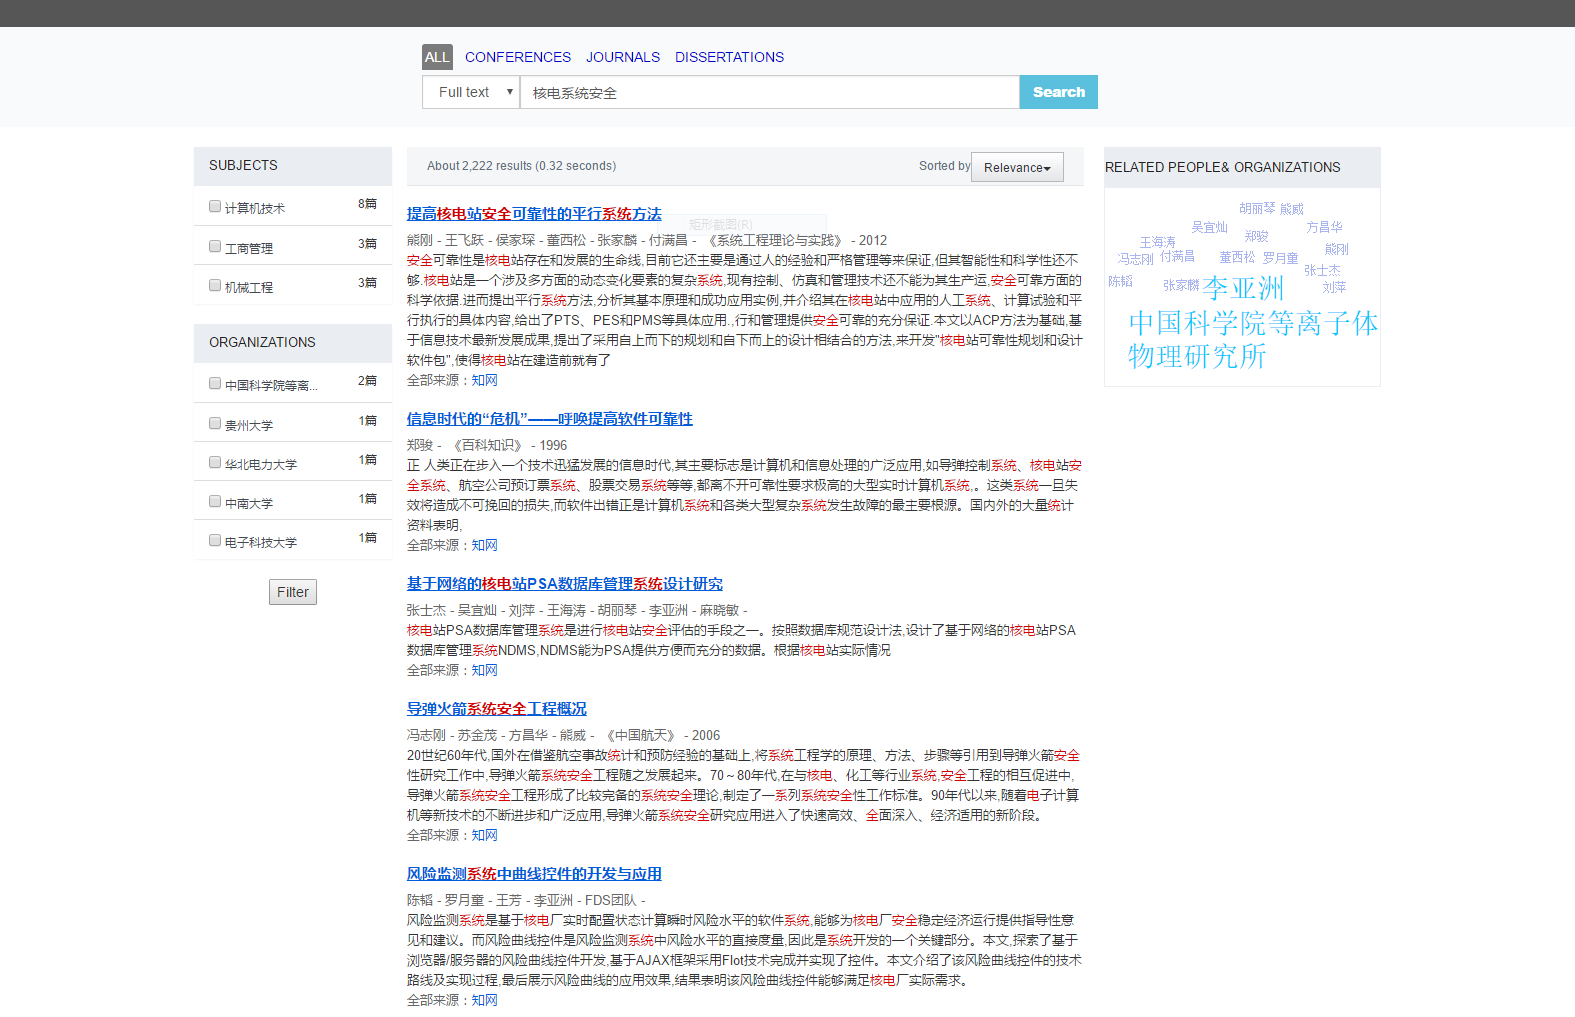 ALL CONFERENCES JOURNALS DISSERTATIONS
Full text 核电系统安全 Search
SUBJECTS
计算机技术 8篇
工商管理 3篇
机械工程 3篇
ORGANIZATIONS
中国科学院等离... 2篇
贵州大学 1篇
华北电力大学 1篇
中南大学 1篇
电子科技大学 1篇
Filter
About 2,222 results (0.32 seconds) Sorted by Relevance
矩形截图(R)
提高核电站安全可靠性的平行系统方法
熊刚 - 王飞跃 - 侯家琛 - 董西松 - 张家麟 - 付满昌 - 《系统工程理论与实践》 - 2012
安全可靠性是核电站存在和发展的生命线,目前它还主要是通过人的经验和严格管理等来保证,但其智能性和科学性还不
够.核电站是一个涉及多方面的动态变化要素的复杂系统,现有控制、仿真和管理技术还不能为其生产运,安全可靠方面的
科学依据.进而提出平行系统方法,分析其基本原理和成功应用实例,并介绍其在核电站中应用的人工系统、计算试验和平
行执行的具体内容,给出了PTS、PES和PMS等具体应用.,行和管理提供安全可靠的充分保证.本文以ACP方法为基础,基
于信息技术最新发展成果,提出了采用自上而下的规划和自下而上的设计相结合的方法,来开发"核电站可靠性规划和设计
软件包",使得核电站在建造前就有了
全部来源：知网
信息时代的“危机”——呼唤提高软件可靠性
郑骏 - 《百科知识》 - 1996
正 人类正在步入一个技术迅猛发展的信息时代,其主要标志是计算机和信息处理的广泛应用,如导弹控制系统、核电站安
全系统、航空公司预订票系统、股票交易系统等等,都离不开可靠性要求极高的大型实时计算机系统,。这类系统一旦失
效将造成不可挽回的损失,而软件出错正是计算机系统和各类大型复杂系统发生故障的最主要根源。国内外的大量统计
资料表明,
全部来源：知网
基于网络的核电站PSA数据库管理系统设计研究
张士杰 - 吴宜灿 - 刘萍 - 王海涛 - 胡丽琴 - 李亚洲 - 麻晓敏 -
核电站PSA数据库管理系统是进行核电站安全评估的手段之一。按照数据库规范设计法,设计了基于网络的核电站PSA
数据库管理系统NDMS,NDMS能为PSA提供方便而充分的数据。根据核电站实际情况
全部来源：知网
导弹火箭系统安全工程概况
冯志刚 - 苏金茂 - 方昌华 - 熊威 - 《中国航天》 - 2006
20世纪60年代,国外在借鉴航空事故统计和预防经验的基础上,将系统工程学的原理、方法、步骤等引用到导弹火箭安全
性研究工作中,导弹火箭系统安全工程随之发展起来。70～80年代,在与核电、化工等行业系统,安全工程的相互促进中,
导弹火箭系统安全工程形成了比较完备的系统安全理论,制定了一系列系统安全性工作标准。90年代以来,随着电子计算
机等新技术的不断进步和广泛应用,导弹火箭系统安全研究应用进入了快速高效、全面深入、经济适用的新阶段。
全部来源：知网
风险监测系统中曲线控件的开发与应用
陈韬 - 罗月童 - 王芳 - 李亚洲 - FDS团队 -
风险监测系统是基于核电厂实时配置状态计算瞬时风险水平的软件系统,能够为核电厂安全稳定经济运行提供指导性意
见和建议。而风险曲线控件是风险监测系统中风险水平的直接度量,因此是系统开发的一个关键部分。本文,探索了基于
浏览器/服务器的风险曲线控件开发,基于AJAX框架采用Flot技术完成并实现了控件。本文介绍了该风险曲线控件的技术
路线及实现过程,最后展示风险曲线的应用效果,结果表明该风险曲线控件能够满足核电厂实际需求。
全部来源：知网
RELATED PEOPLE& ORGANIZATIONS
胡丽琴 熊威
吴宜灿 方昌华
王海涛 郑骏
熊刚
冯志刚 付满昌 董西松 罗月童
张士杰
陈韬 张家麟 李亚洲 刘萍
中国科学院等离子体
物理研究所